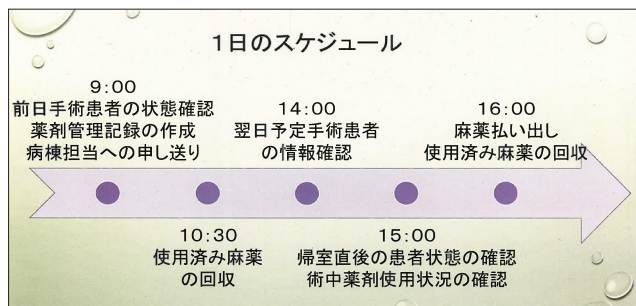 1日のスケジュール
9:00
前日手術患者の状態確認
薬剤管理記録の作成
病棟担当への申し送り
10:30
使用済み麻薬
の回収
14:00
翌日予定手術患者
の情報確認
15:00
帰室直後の患者状態の確認
術中薬剤使用状況の確認
16:00
麻薬払い出し
使用済み麻薬の回収